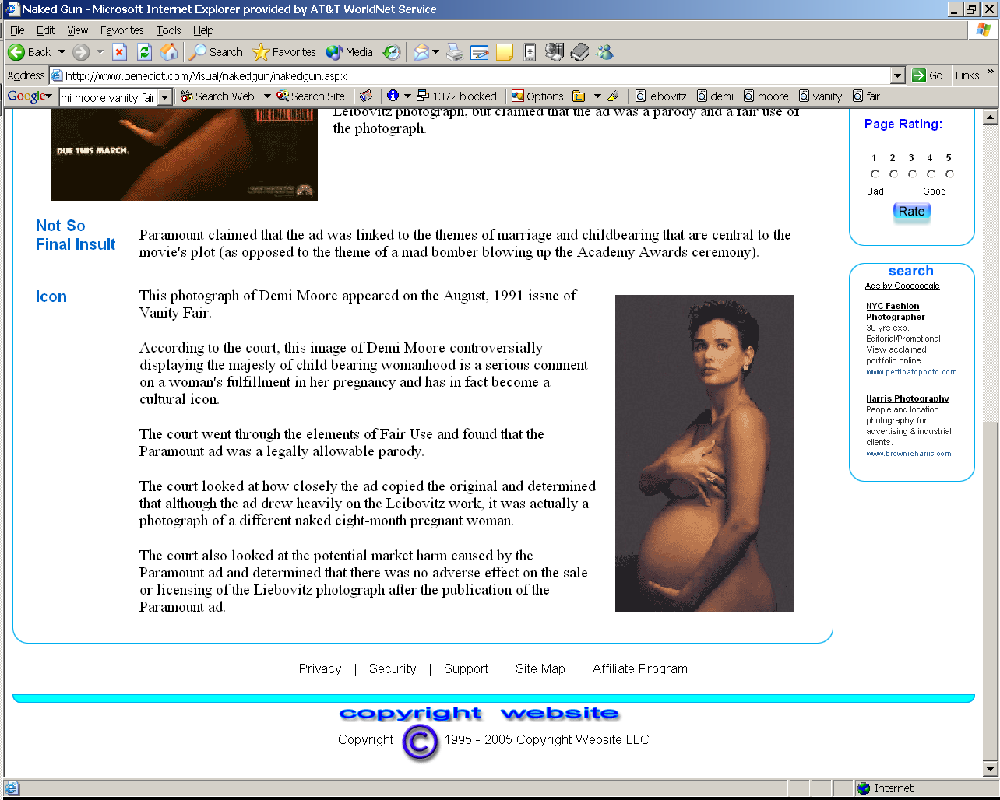 Naked Gun - Microsoft Internet Explorer provided by AT&T WorldNet Service
File Edit View Favorites Tools Help
Back Search Favorites Media
Address http://www.benedict.com/Visual/nakedgun/nakedgun.aspx Go Links »
Google mi moore vanity fair Search Web Search Site 1372 blocked Options leibovitz demi moore vanity fair
THE FINAL INSULT
DUE THIS MARCH.
Leibovitz photograph, but claimed that the ad was a parody and a fair use of
the photograph.
Not So
Final Insult
Paramount claimed that the ad was linked to the themes of marriage and childbearing that are central to the
movie's plot (as opposed to the theme of a mad bomber blowing up the Academy Awards ceremony).
Icon
This photograph of Demi Moore appeared on the August, 1991 issue of
Vanity Fair.
According to the court, this image of Demi Moore controversially
displaying the majesty of child bearing womanhood is a serious comment
on a woman's fulfillment in her pregnancy and has in fact become a
cultural icon.
The court went through the elements of Fair Use and found that the
Paramount ad was a legally allowable parody.
The court looked at how closely the ad copied the original and determined
that although the ad drew heavily on the Leibovitz work, it was actually a
photograph of a different naked eight-month pregnant woman.
The court also looked at the potential market harm caused by the
Paramount ad and determined that there was no adverse effect on the sale
or licensing of the Liebovitz photograph after the publication of the
Paramount ad.
Page Rating:
1 2 3 4 5
Bad Good
Rate
search
Ads by Goooooogle
NYC Fashion
Photographer
30 yrs exp.
Editorial/Promotional.
View acclaimed
portfolio online.
www.pettinatophoto.com
Harris Photography
People and location
photography for
advertising & industrial
clients.
www.brownieharris.com
Privacy | Security | Support | Site Map | Affiliate Program
copyright website
Copyright © 1995 - 2005 Copyright Website LLC
Internet